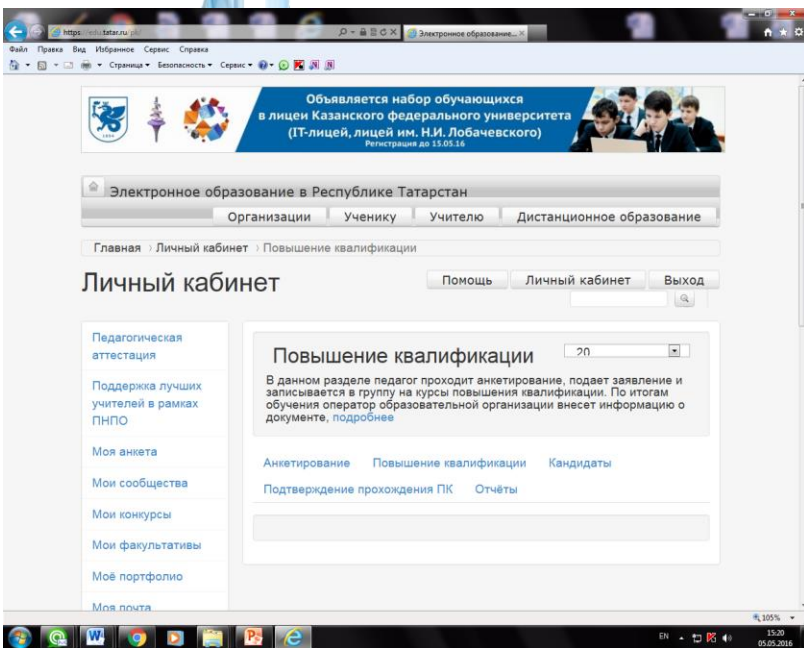 https://edu.tatar.ru/pk/
Электронное образование...
Файл Правка Вид Избранное Сервис Справка
Страница Безопасность Сервис
Объявляется набор обучающихся
в лицеи Казанского федерального университета
(IT-лицей, лицей им. Н.И. Лобачевского)
Регистрация до 15.05.16
Электронное образование в Республике Татарстан
Организации Ученику Учителю Дистанционное образование
Главная Личный кабинет Повышение квалификации
Личный кабинет
Помощь Личный кабинет Выход
Педагогическая
аттестация
Поддержка лучших
учителей в рамках
ПНПО
Моя анкета
Мои сообщества
Мои конкурсы
Мои факультативы
Моё портфолио
Моя почта
Повышение квалификации
20
В данном разделе педагог проходит анкетирование, подает заявление и
записывается в группу на курсы повышения квалификации. По итогам
обучения оператор образовательной организации внесет информацию о
документе, подробнее
Анкетирование Повышение квалификации Кандидаты
Подтверждение прохождения ПК Отчёты
105%
EN
15:20
05.05.2016